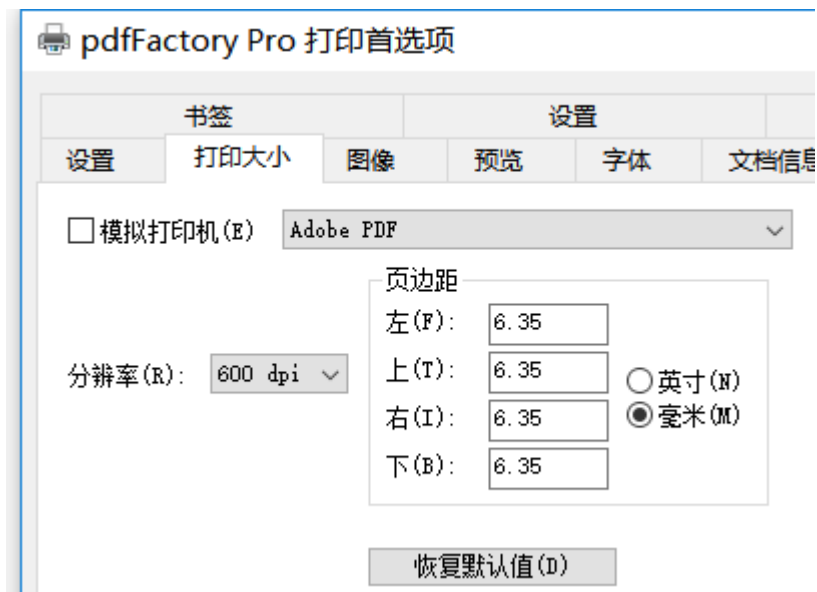 pdfFactory Pro 打印首选项
书签 设置
设置 打印大小 图像 预览 字体 文档信息
模拟打印机(E) Adobe PDF
页边距
左(F): 6.35
分辨率(R): 600 dpi 上(T): 6.35 英寸(N)
右(I): 6.35 毫米(M)
下(B): 6.35
恢复默认值(D)